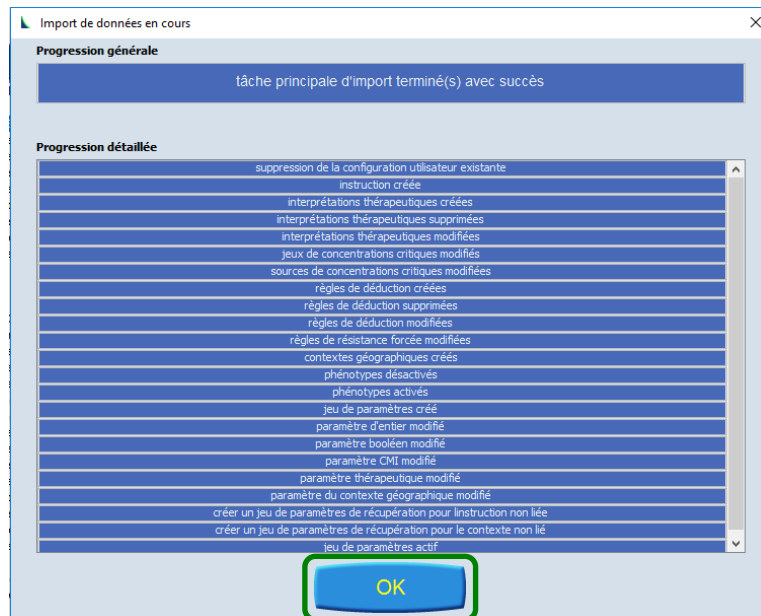 Import de données en cours
Progression générale
tâche principale d'import terminé(s) avec succès
Progression détaillée
suppression de la configuration utilisateur existante
instruction créée
interprétations thérapeutiques créées
interprétations thérapeutiques supprimées
interprétations thérapeutiques modifiées
jeux de concentrations critiques modifiés
sources de concentrations critiques modifiées
règles de déduction créées
règles de déduction supprimées
règles de déduction modifiées
règles de résistance forcée modifiées
contextes géographiques créés
phénotypes désactivés
phénotypes activés
jeu de paramètres créé
paramètre d'entier modifié
paramètre booléen modifié
paramètre CMI modifié
paramètre thérapeutique modifié
paramètre du contexte géographique modifié
créer un jeu de paramètres de récupération pour linstruction non liée
créer un jeu de paramètres de récupération pour le contexte non lié
jeu de paramètres actif
OK